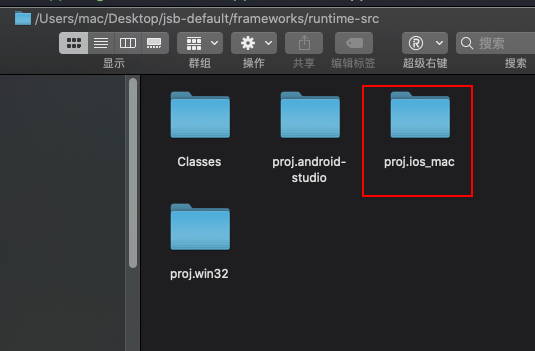 /Users/mac/Desktop/jsb-default/frameworks/runtime-src
搜索
显示 群组 操作 共享 编辑标签 超级右键 搜索
Classes
proj.android-
studio
proj.ios_mac
proj.win32